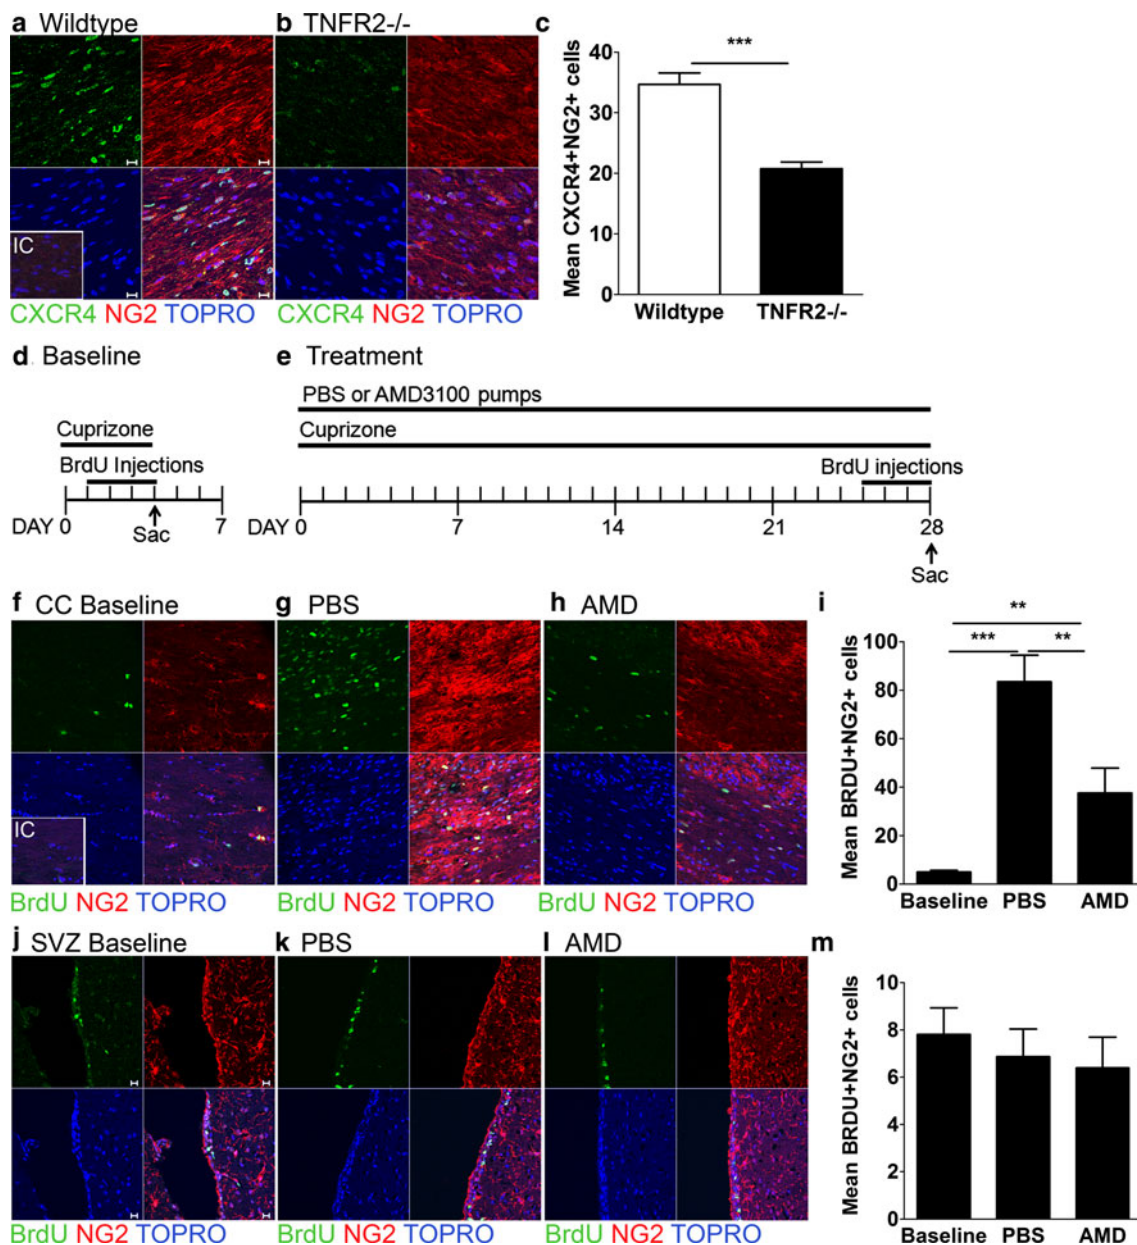 a Wildtype
b TNFR2-/-
c
IC
CXCR4 NG2 TOPRO
CXCR4 NG2 TOPRO
Mean CXCR4+NG2+ cells
40
30
20
10
0
***
Wildtype TNFR2-/-
d. Baseline
Cuprizone
BrdU Injections
DAY 0 7
Sac
e Treatment
PBS or AMD3100 pumps
Cuprizone
BrdU injections
DAY 0 7 14 21 28
Sac
f CC Baseline
g PBS
h AMD
IC
BrdU NG2 TOPRO
BrdU NG2 TOPRO
BrdU NG2 TOPRO
i
Mean BRDU+NG2+ cells
100
80
60
40
20
0
**
*** **
Baseline PBS AMD
j SVZ Baseline
k PBS
l AMD
BrdU NG2 TOPRO
BrdU NG2 TOPRO
BrdU NG2 TOPRO
m
Mean BRDU+NG2+ cells
10
8
6
4
2
0
Baseline PBS AMD